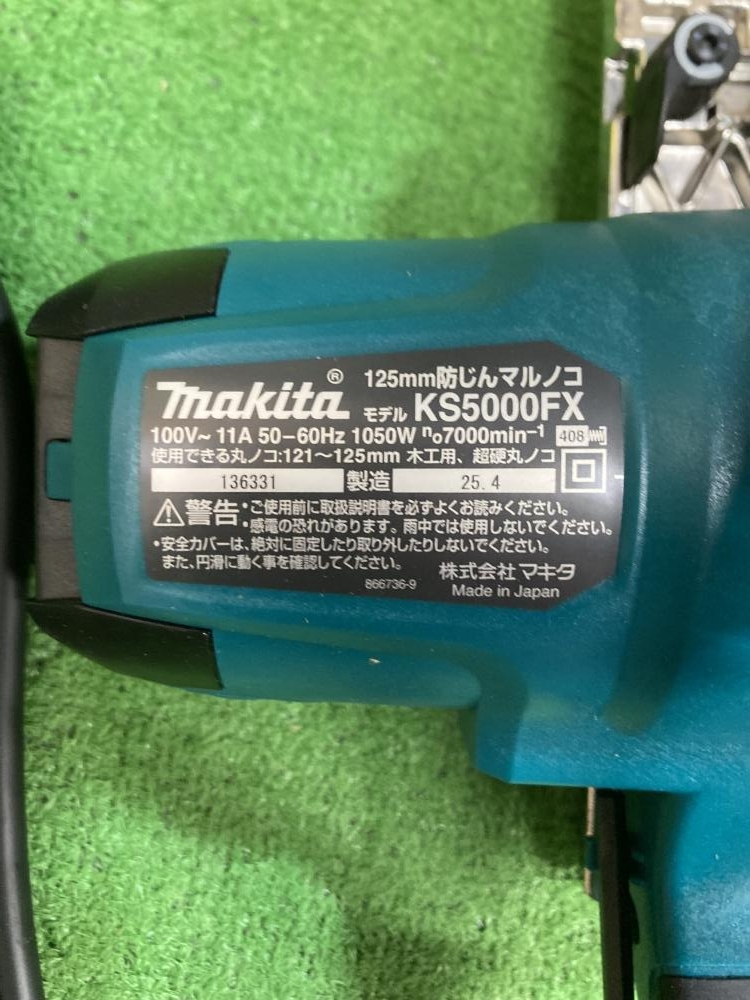 makita® 125mm防じんマルノコ
モデル KS5000FX
100V～ 11A 50–60Hz 1050W n₀7000min⁻¹ 408
使用できる丸ノコ:121～125mm 木工用、超硬丸ノコ
136331 製造 25.4
警告 ･ご使用前に取扱説明書を必ずよくお読みください。
･感電の恐れがあります。雨中では使用しないでください。
･安全カバーは、絶対に固定したり取り外したりしないでください。
また、円滑に動く事を確認してください。
株式会社 マキタ
866736-9 Made in Japan